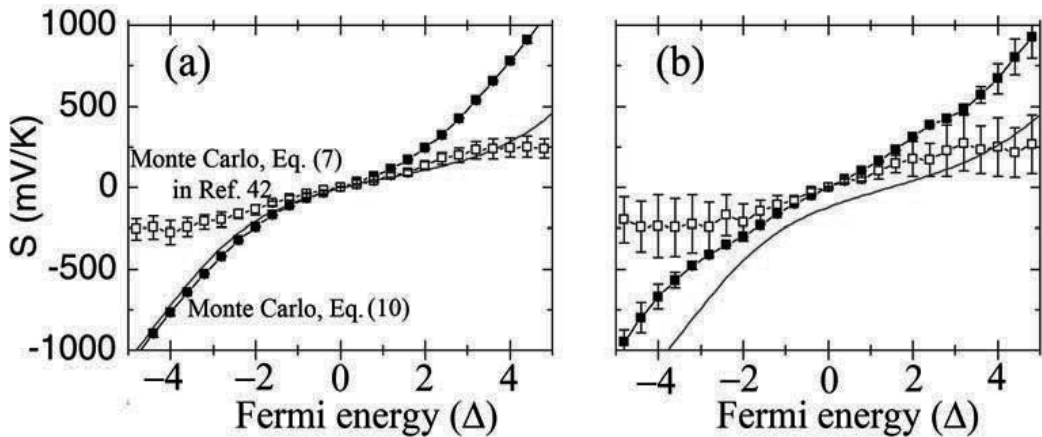 1000
500
0
-500
-1000
S (mV/K)
(a)
Monte Carlo, Eq. (7)
in Ref. 42
Monte Carlo, Eq. (10)
−4 −2 0 2 4
Fermi energy (Δ)
(b)
−4 −2 0 2 4
Fermi energy (Δ)